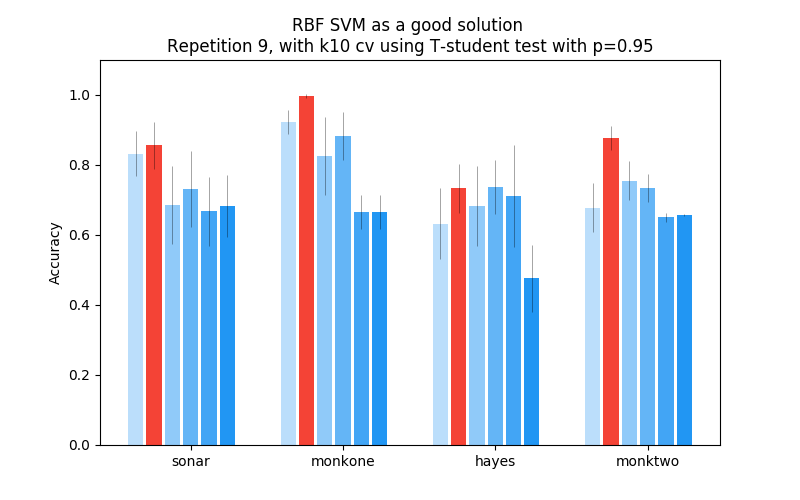 RBF SVM as a good solution
Repetition 9, with k10 cv using T-student test with p=0.95
1.0
0.8
0.6
0.4
0.2
0.0
Accuracy
sonar
monkone
hayes
monktwo